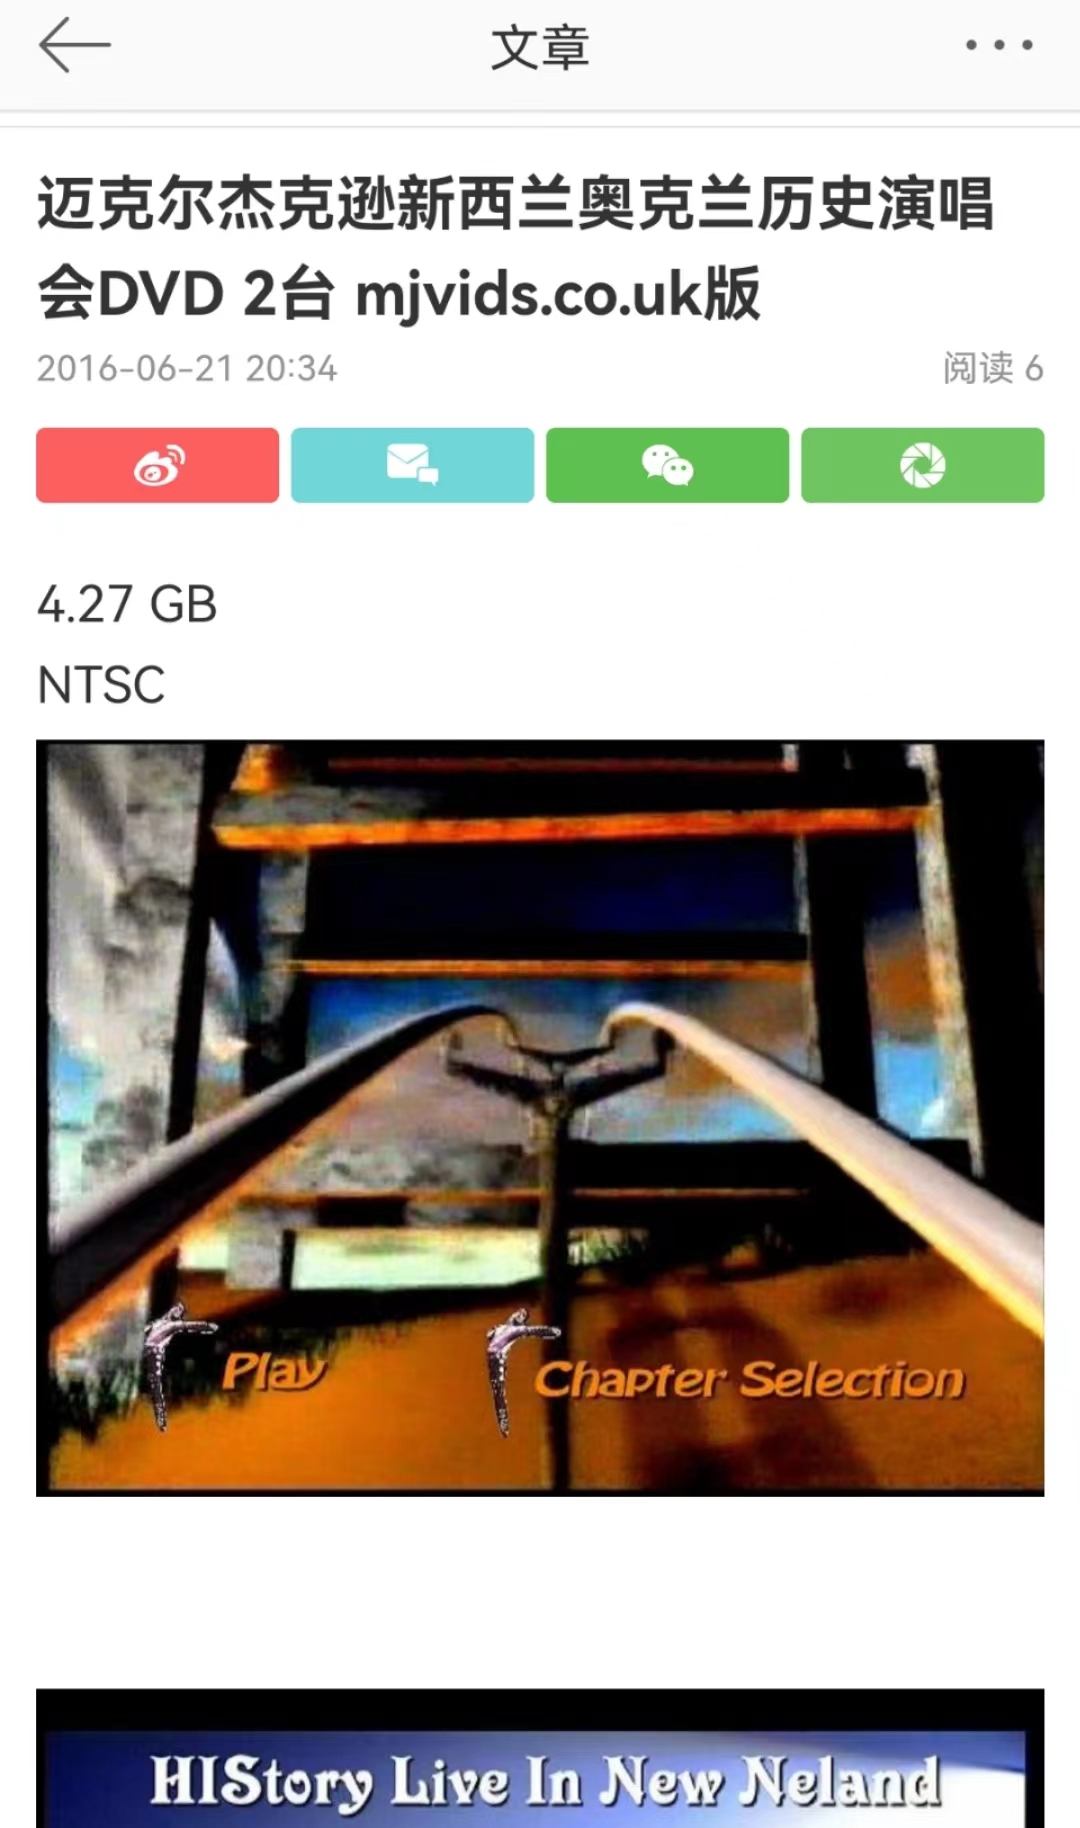 文章
迈克尔杰克逊新西兰奥克兰历史演唱
会DVD 2台 mjvids.co.uk版
2016-06-21 20:34
阅读 6
4.27 GB
NTSC
Play
Chapter Selection
HIStory Live In New Neland